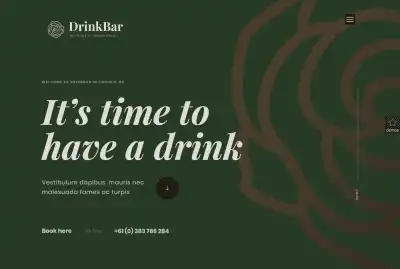 DrinkBar
It's time to
have a drink
Vestibulum dapibus, mauris nec
malesuada fames ac turpis
Book here
+61 (0) 383 766 284